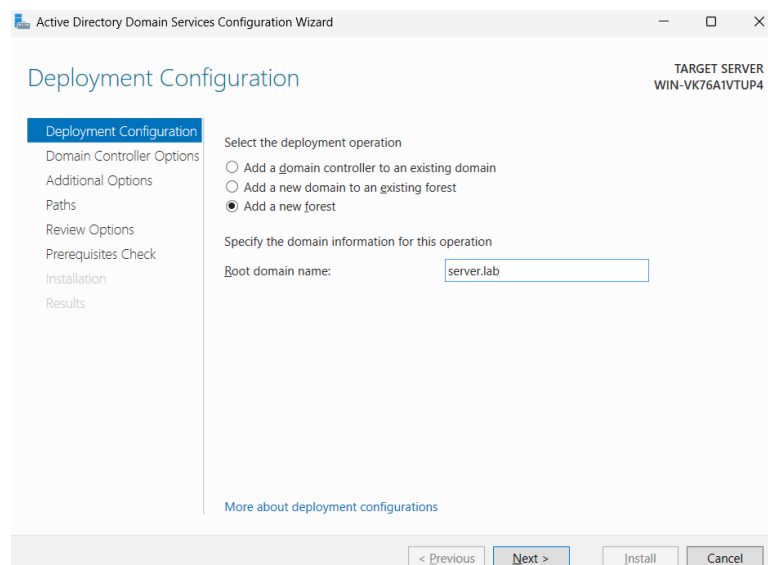 Active Directory Domain Services Configuration Wizard
Deployment Configuration
TARGET SERVER
WIN-VK76A1VTUP4
Deployment Configuration
Domain Controller Options
Additional Options
Paths
Review Options
Prerequisites Check
Installation
Results
Select the deployment operation
Add a domain controller to an existing domain
Add a new domain to an existing forest
Add a new forest
Specify the domain information for this operation
Root domain name: server.lab
More about deployment configurations
< Previous Next > Install Cancel